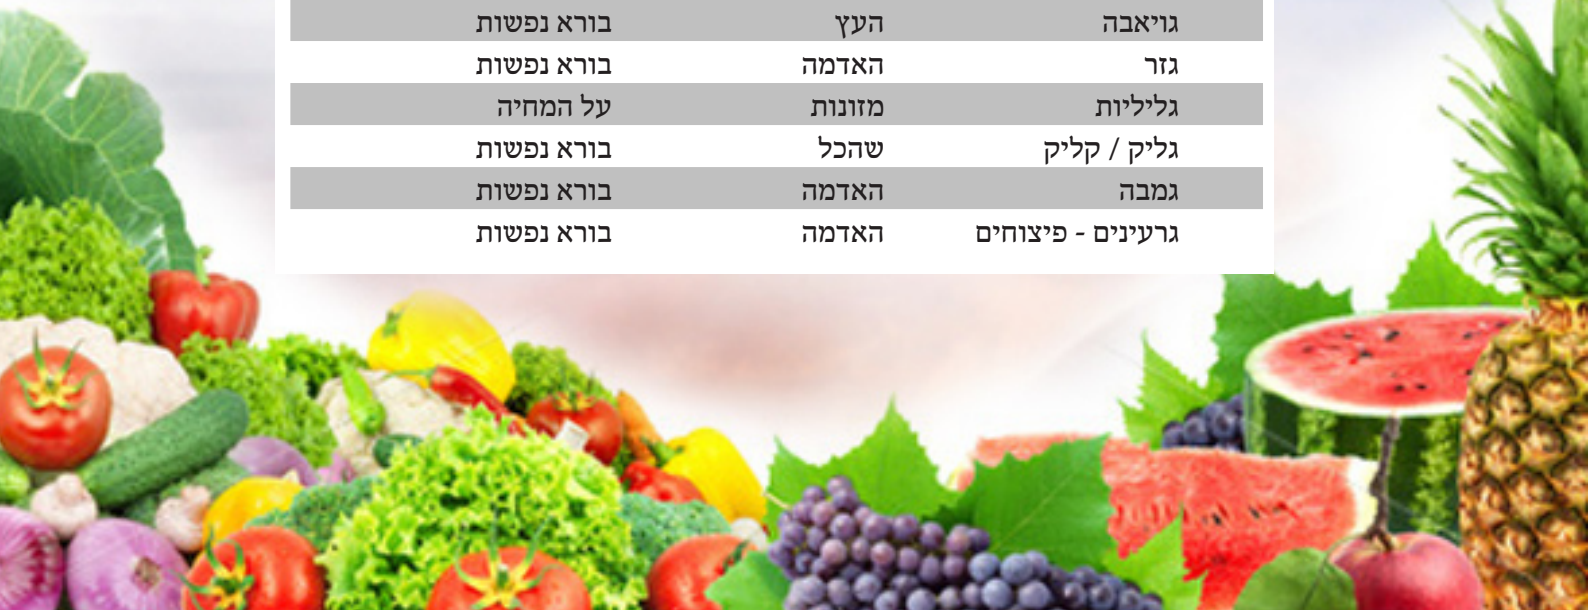 גויאבה העץ בורא נפשות
גזר האדמה בורא נפשות
גליליות מזונות על המחיה
גליק / קליק שהכל בורא נפשות
גמבה האדמה בורא נפשות
גרעינים - פיצוחים האדמה בורא נפשות